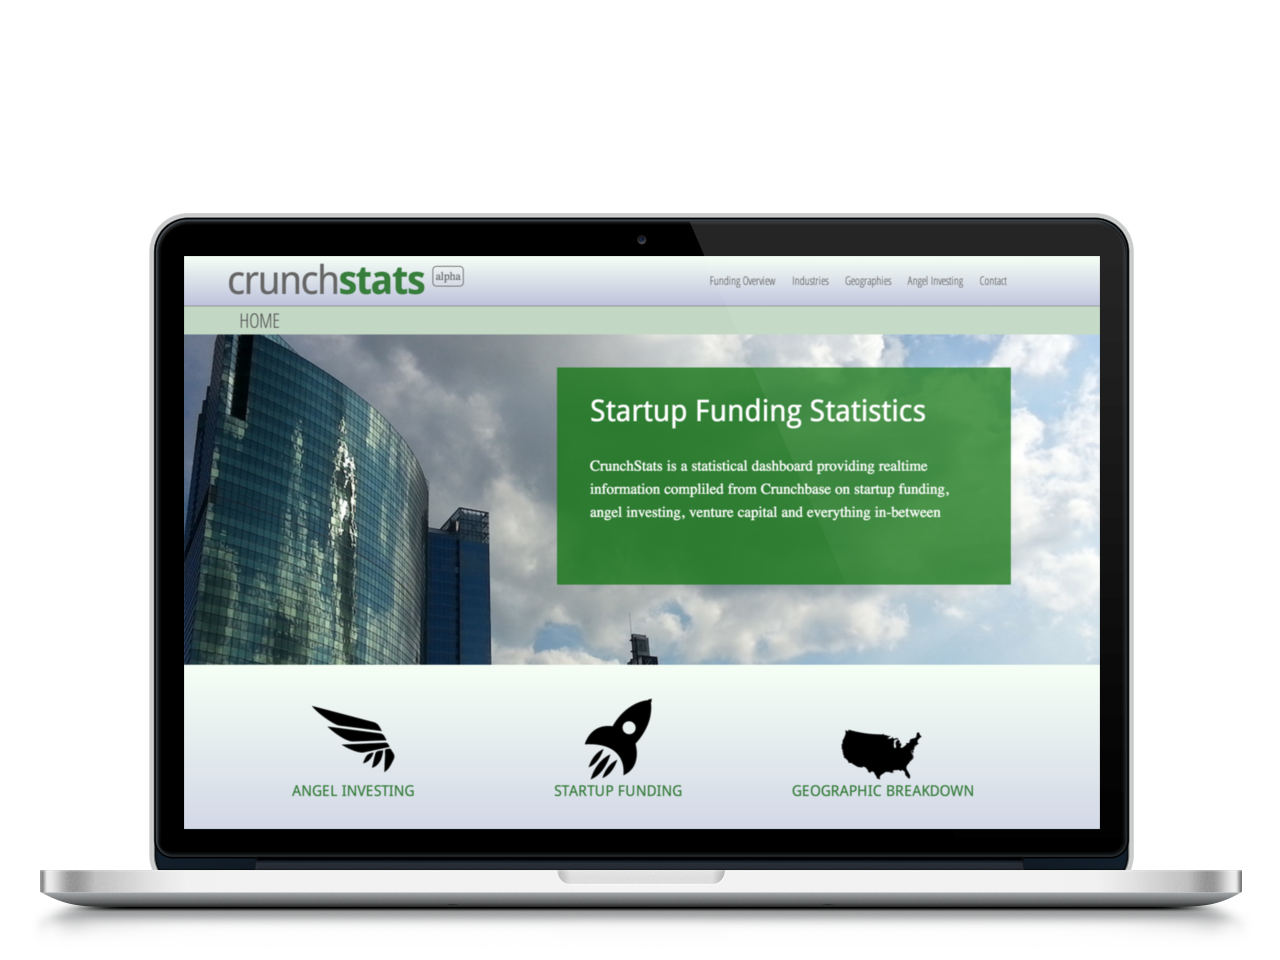 crunchstats alpha
Funding Overview Industries Geographies Angel Investing Contact
HOME
Startup Funding Statistics
CrunchStats is a statistical dashboard providing realtime
information compliled from Crunchbase on startup funding,
angel investing, venture capital and everything in-between
ANGEL INVESTING
STARTUP FUNDING
GEOGRAPHIC BREAKDOWN